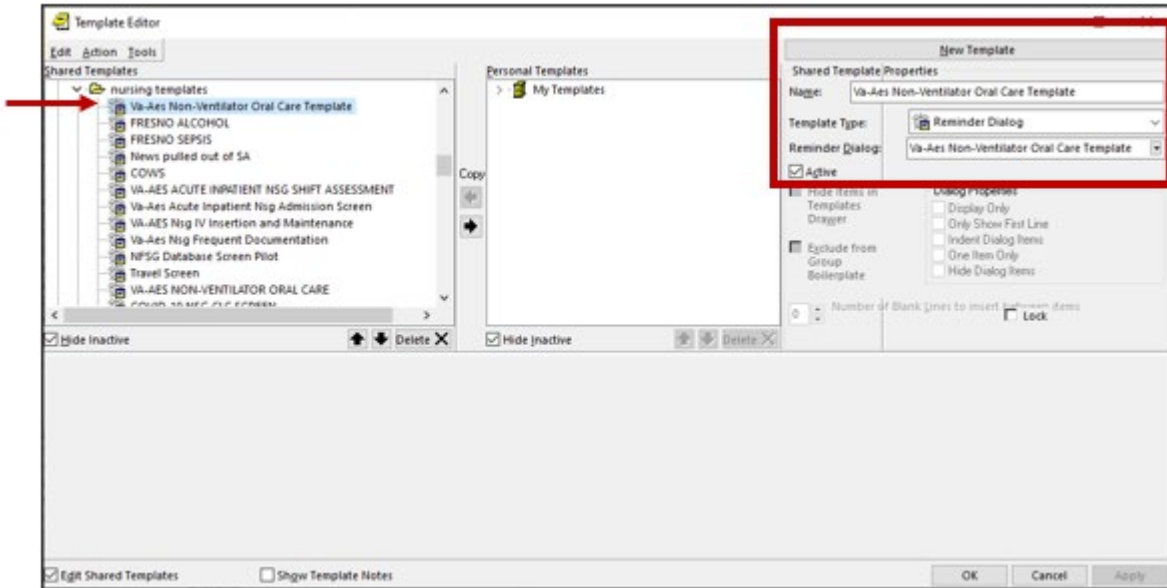 Template Editor
Edit Action Tools
New Template
Shared Templates
Personal Templates
Shared Template Properties
nursing templates
My Templates
Name: Va-Aes Non-Ventilator Oral Care Template
Va-Aes Non-Ventilator Oral Care Template
FRESNO ALCOHOL
Template Type: Reminder Dialog
FRESNO SEPSIS
Reminder Dialog: Va-Aes Non-Ventilator Oral Care Template
News pulled out of SA
COWS
Copy
Active
VA-AES ACUTE INPATIENT NSG SHIFT ASSESSMENT
Va-Aes Acute Inpatient Nsg Admission Screen
VA-AES Nsg IV Insertion and Maintenance
Va-Aes Nsg Frequent Documentation
NFSG Database Screen Pilot
Travel Screen
VA-AES NON-VENTILATOR ORAL CARE
COVID-19 NSG CLC SCREEN
Hide Items in
Templates
Drawer
Dialog Properties
Display Only
Only Show First Line
Indent Dialog Items
One Item Only
Hide Dialog Items
Exclude from
Group
Boilerplate
0 Number of Blank Lines to insert between items
Lock
Hide Inactive
Delete
Hide Inactive
Delete
Edit Shared Templates
Show Template Notes
OK Cancel Apply